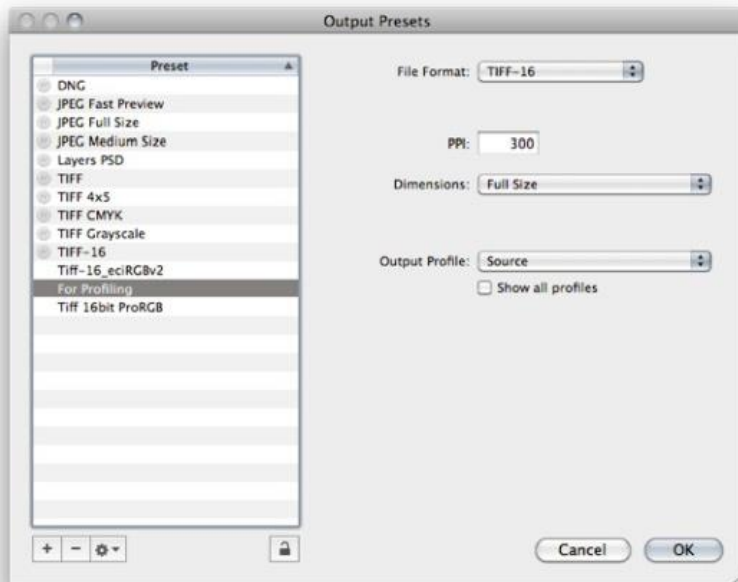 Output Presets
Preset
DNG
JPEG Fast Preview
JPEG Full Size
JPEG Medium Size
Layers PSD
TIFF
TIFF 4x5
TIFF CMYK
TIFF Grayscale
TIFF-16
Tiff-16_eciRGBv2
For Profiling
Tiff 16bit ProRGB
File Format: TIFF-16
PPI: 300
Dimensions: Full Size
Output Profile: Source
Show all profiles
Cancel OK